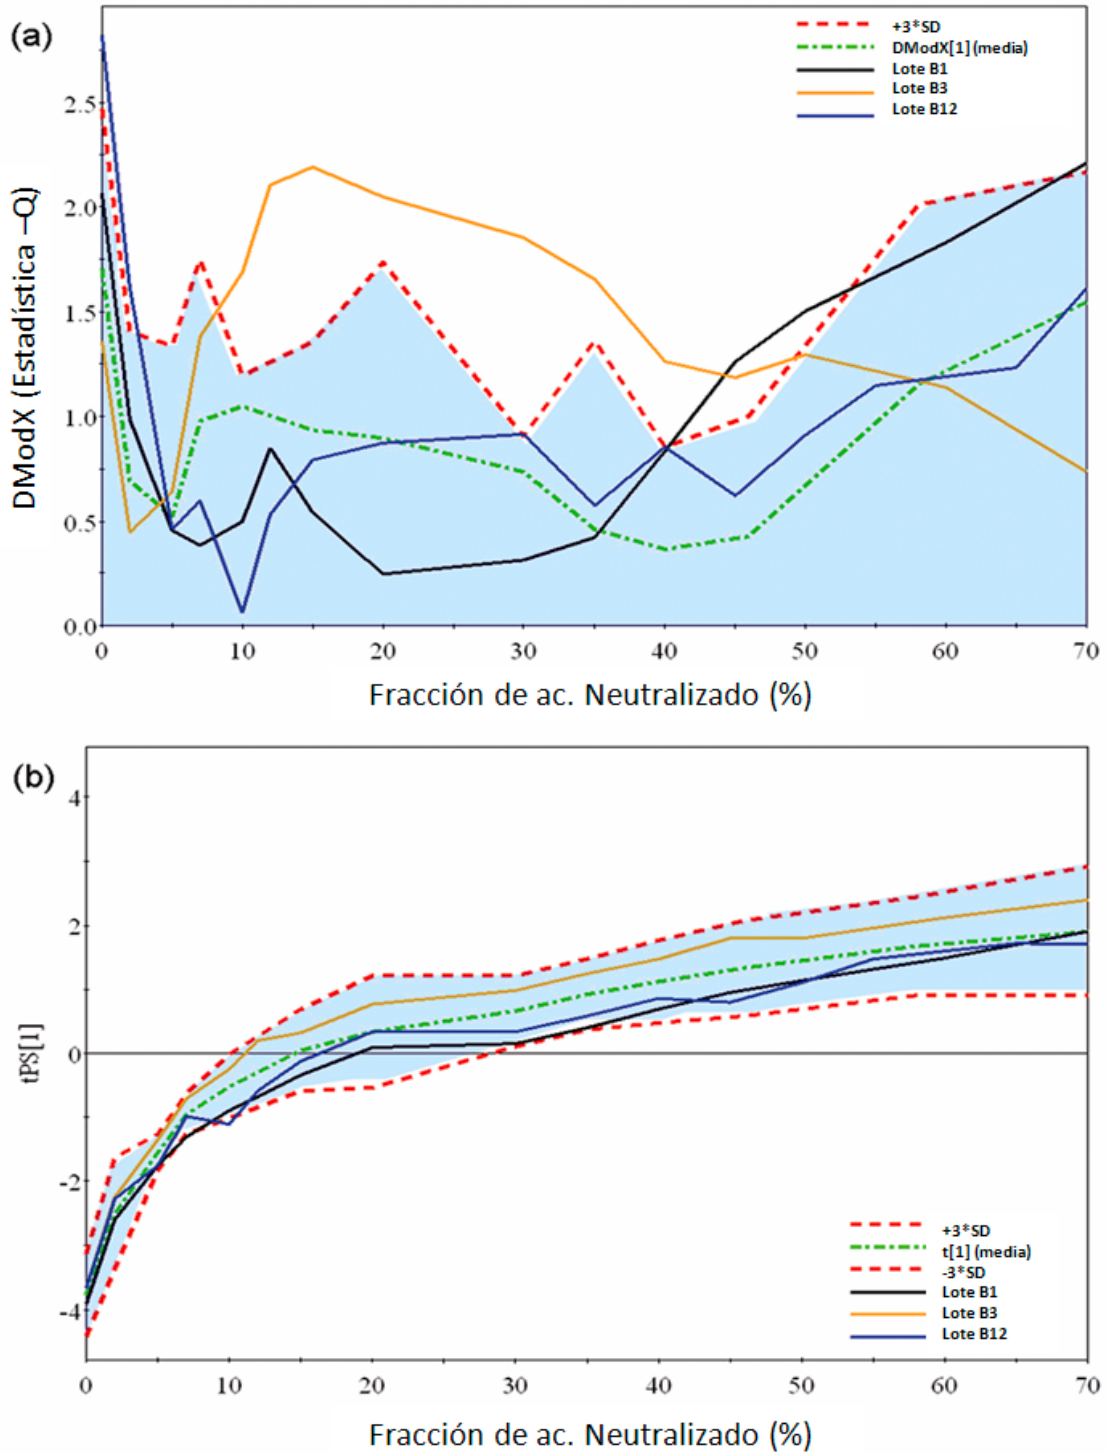 (a)
+3*SD
DModX[1] (media)
Lote B1
Lote B3
Lote B12
DModX (Estadística –Q)
2.5
2.0
1.5
1.0
0.5
0.0
0 10 20 30 40 50 60 70
Fracción de ac. Neutralizado (%)
(b)
tPS[1]
4
2
0
-2
-4
+3*SD
t[1] (media)
-3*SD
Lote B1
Lote B3
Lote B12
0 10 20 30 40 50 60 70
Fracción de ac. Neutralizado (%)